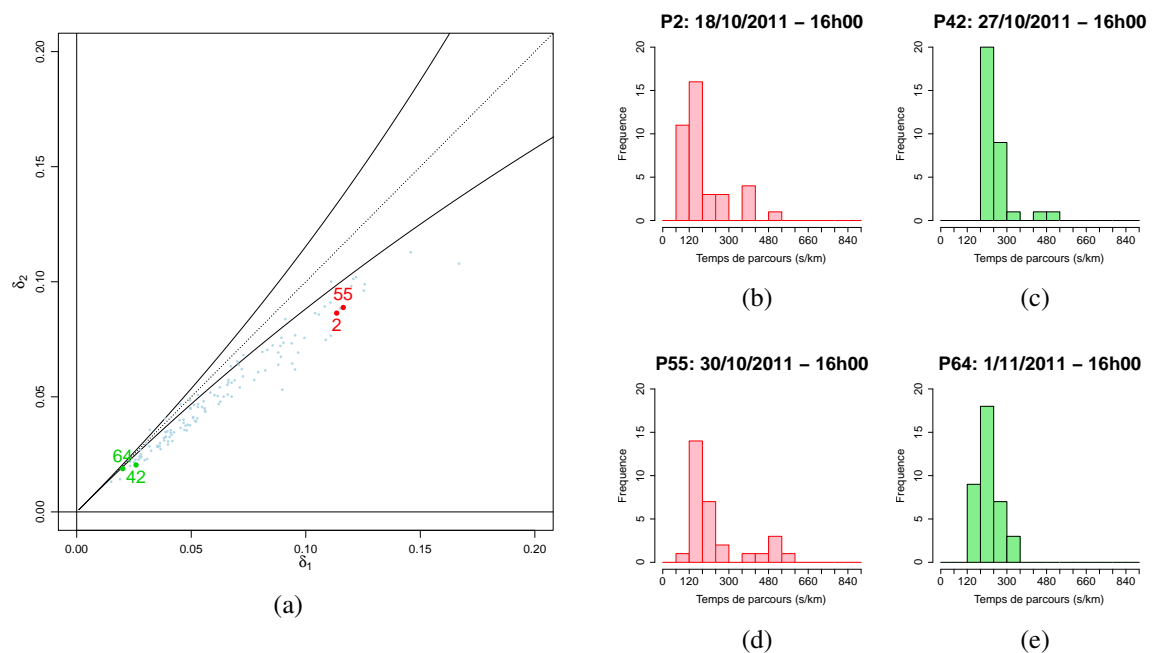 0.20
0.15
0.10
0.05
0.00
δ2
55
2
64
42
0.00 0.05 0.10 0.15 0.20
δ1
(a)
P2: 18/10/2011 – 16h00
20
15
10
5
0
Frequence
0 120 300 480 660 840
Temps de parcours (s/km)
(b)
P42: 27/10/2011 – 16h00
20
15
10
5
0
Frequence
0 120 300 480 660 840
Temps de parcours (s/km)
(c)
P55: 30/10/2011 – 16h00
20
15
10
5
0
Frequence
0 120 300 480 660 840
Temps de parcours (s/km)
(d)
P64: 1/11/2011 – 16h00
20
15
10
5
0
Frequence
0 120 300 480 660 840
Temps de parcours (s/km)
(e)